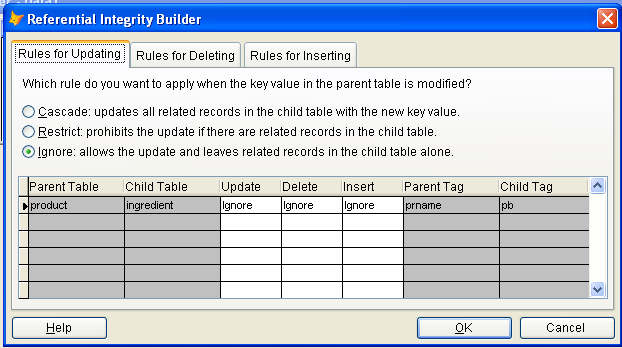 Referential Integrity Builder
Rules for Updating Rules for Deleting Rules for Inserting
Which rule do you want to apply when the key value in the parent table is modified?
Cascade: updates all related records in the child table with the new key value.
Restrict: prohibits the update if there are related records in the child table.
Ignore: allows the update and leaves related records in the child table alone.
Parent Table Child Table Update Delete Insert Parent Tag Child Tag
product ingredient Ignore Ignore Ignore prname pb
Help OK Cancel